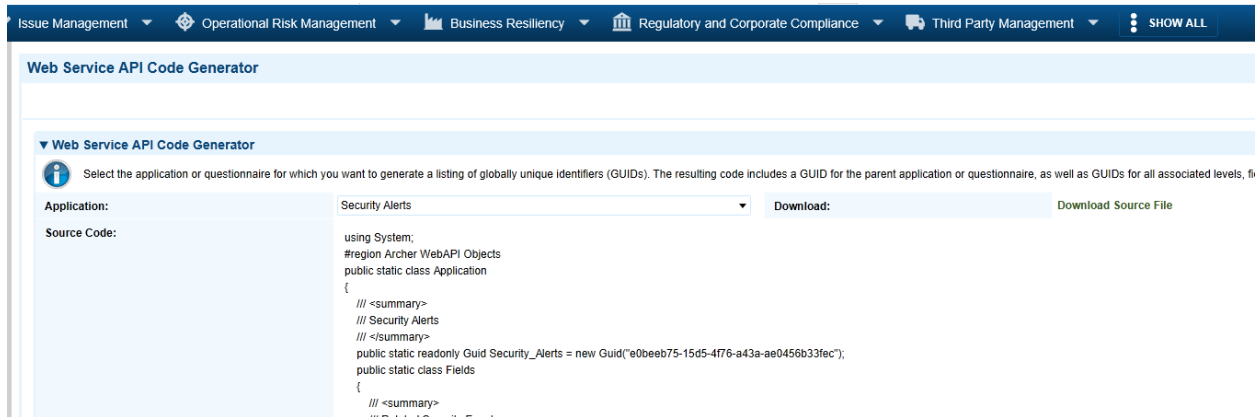 Issue Management Operational Risk Management Business Resiliency Regulatory and Corporate Compliance Third Party Management SHOW ALL
Web Service API Code Generator
Web Service API Code Generator
Select the application or questionnaire for which you want to generate a listing of globally unique identifiers (GUIDs). The resulting code includes a GUID for the parent application or questionnaire, as well as GUIDs for all associated levels,
Application: Security Alerts Download: Download Source File
Source Code:
using System;
#region Archer WebAPI Objects
public static class Application
{
/// <summary>
/// Security Alerts
/// </summary>
public static readonly Guid Security_Alerts = new Guid("e0beeb75-15d5-4f76-a43a-ae0456b33fec");
public static class Fields
{
/// <summary>